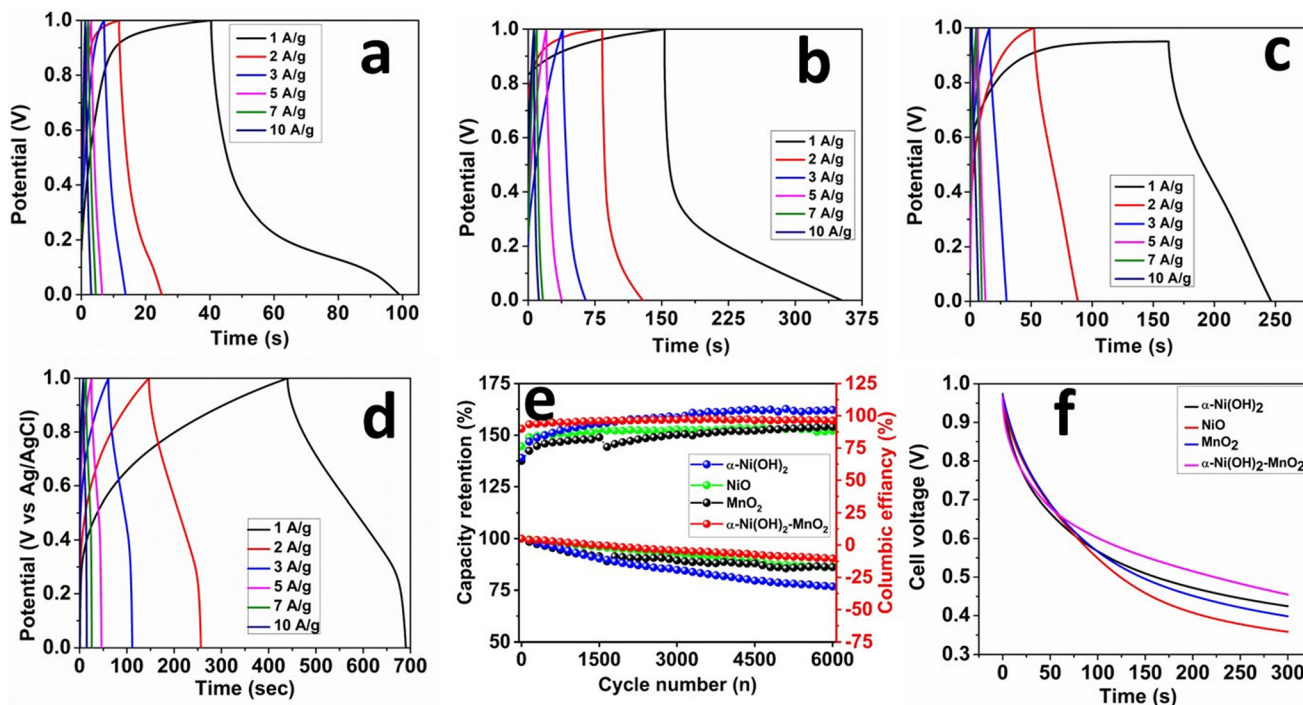 a
1 A/g
2 A/g
3 A/g
5 A/g
7 A/g
10 A/g
Potential (V)
1.0
0.8
0.6
0.4
0.2
0.0
0 20 40 60 80 100
Time (s)
b
1 A/g
2 A/g
3 A/g
5 A/g
7 A/g
10 A/g
Potential (V)
1.0
0.8
0.6
0.4
0.2
0.0
0 75 150 225 300 375
Time (s)
c
1 A/g
2 A/g
3 A/g
5 A/g
7 A/g
10 A/g
Potential (V)
1.0
0.8
0.6
0.4
0.2
0.0
0 50 100 150 200 250
Time (s)
d
1 A/g
2 A/g
3 A/g
5 A/g
7 A/g
10 A/g
Potential (V vs Ag/AgCl)
1.0
0.8
0.6
0.4
0.2
0.0
0 100 200 300 400 500 600 700
Time (sec)
e
α-Ni(OH)₂
NiO
MnO₂
α-Ni(OH)₂-MnO₂
Capacity retention (%)
175
150
125
100
75
50
Columbic effiancy (%)
125
100
75
50
25
0
-25
-50
-75
0 1500 3000 4500 6000
Cycle number (n)
f
α-Ni(OH)₂
NiO
MnO₂
α-Ni(OH)₂-MnO₂
Cell voltage (V)
1.0
0.9
0.8
0.7
0.6
0.5
0.4
0.3
0 50 100 150 200 250 300
Time (s)